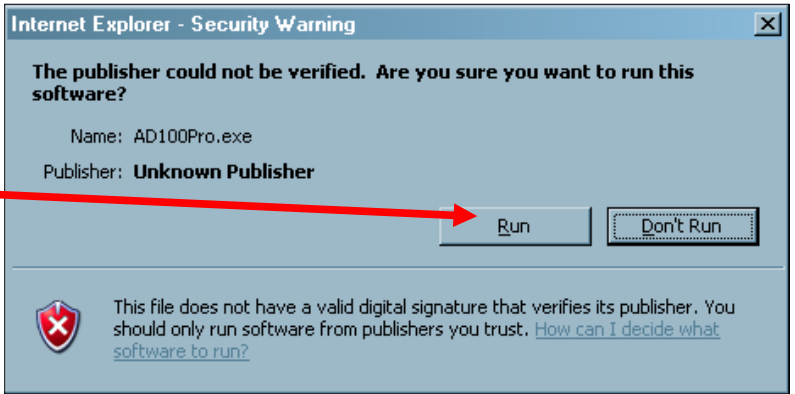 Internet Explorer - Security Warning
The publisher could not be verified.  Are you sure you want to run this
software?
Name: AD100Pro.exe
Publisher: Unknown Publisher
Run Don't Run
This file does not have a valid digital signature that verifies its publisher. You
should only run software from publishers you trust. How can I decide what
software to run?